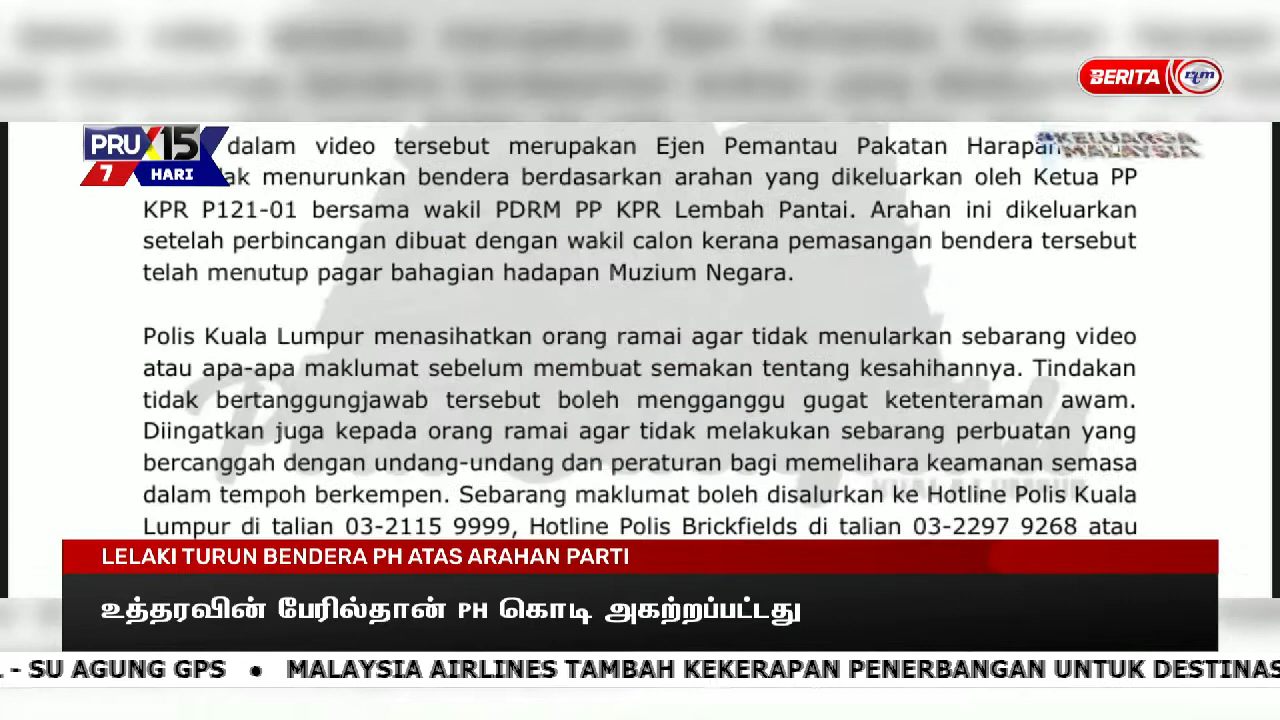 BERITA rtm
PRU 15
7 HARI
#KELUARGA
MALAYSIA
dalam video tersebut merupakan Ejen Pemantau Pakatan Harapan
menurunkan bendera berdasarkan arahan yang dikeluarkan oleh Ketua PP
KPR P121-01 bersama wakil PDRM PP KPR Lembah Pantai. Arahan ini dikeluarkan
setelah perbincangan dibuat dengan wakil calon kerana pemasangan bendera tersebut
telah menutup pagar bahagian hadapan Muzium Negara.
Polis Kuala Lumpur menasihatkan orang ramai agar tidak menularkan sebarang video
atau apa-apa maklumat sebelum membuat semakan tentang kesahihannya. Tindakan
tidak bertanggungjawab tersebut boleh mengganggu gugat ketenteraman awam.
Diingatkan juga kepada orang ramai agar tidak melakukan sebarang perbuatan yang
bercanggah dengan undang-undang dan peraturan bagi memelihara keamanan semasa
dalam tempoh berkempen. Sebarang maklumat boleh disalurkan ke Hotline Polis Kuala
Lumpur di talian 03-2115 9999, Hotline Polis Brickfields di talian 03-2297 9268 atau
LELAKI TURUN BENDERA PH ATAS ARAHAN PARTI
உத்தரவின் பேரில்தான் PH கொடி அகற்றப்பட்டது
- SU AGUNG GPS • MALAYSIA AIRLINES TAMBAH KEKERAPAN PENERBANGAN UNTUK DESTINAS